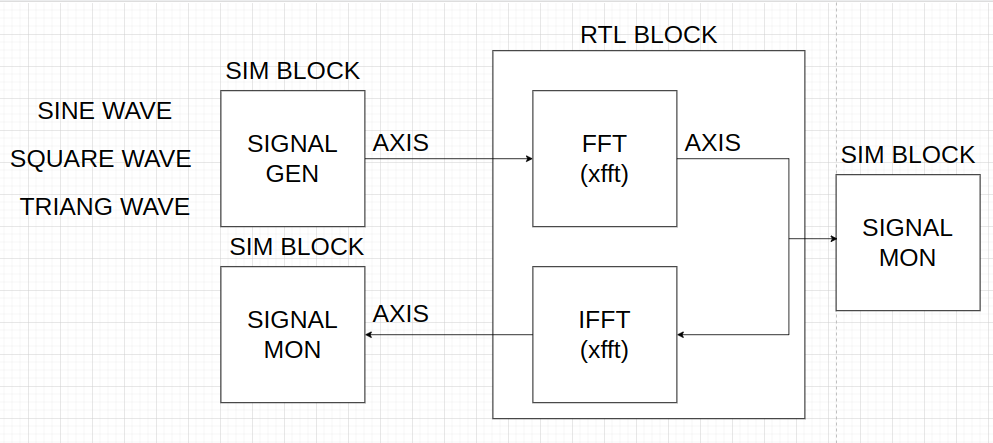 RTL BLOCK
SIM BLOCK
SINE WAVE
SQUARE WAVE
TRIANG WAVE
SIGNAL
GEN
AXIS
FFT
(xfft)
AXIS
SIM BLOCK
SIGNAL
MON
SIM BLOCK
SIGNAL
MON
AXIS
IFFT
(xfft)